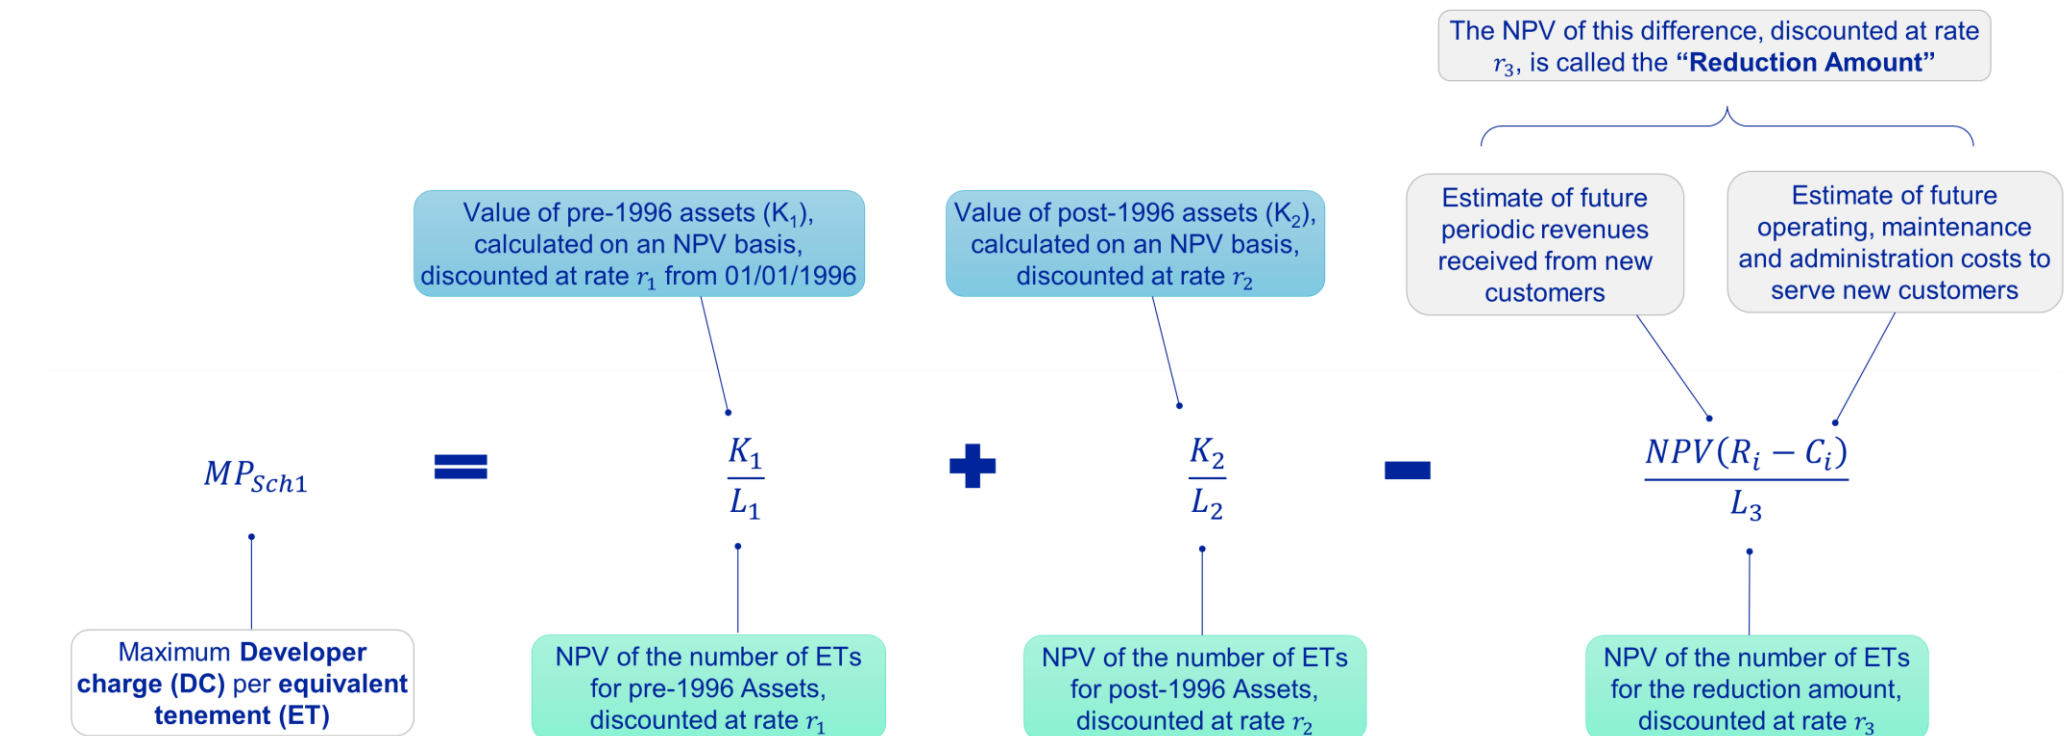 The NPV of this difference, discounted at rate
r₃, is called the “Reduction Amount”
Value of pre-1996 assets (K₁),
calculated on an NPV basis,
discounted at rate r₁ from 01/01/1996
Value of post-1996 assets (K₂),
calculated on an NPV basis,
discounted at rate r₂
Estimate of future
periodic revenues
received from new
customers
Estimate of future
operating, maintenance
and administration costs to
serve new customers
MP_Sch1 = K₁/L₁ + K₂/L₂ − NPV(Rᵢ − Cᵢ)/L₃
Maximum Developer
charge (DC) per equivalent
tenement (ET)
NPV of the number of ETs
for pre-1996 Assets,
discounted at rate r₁
NPV of the number of ETs
for post-1996 Assets,
discounted at rate r₂
NPV of the number of ETs
for the reduction amount,
discounted at rate r₃